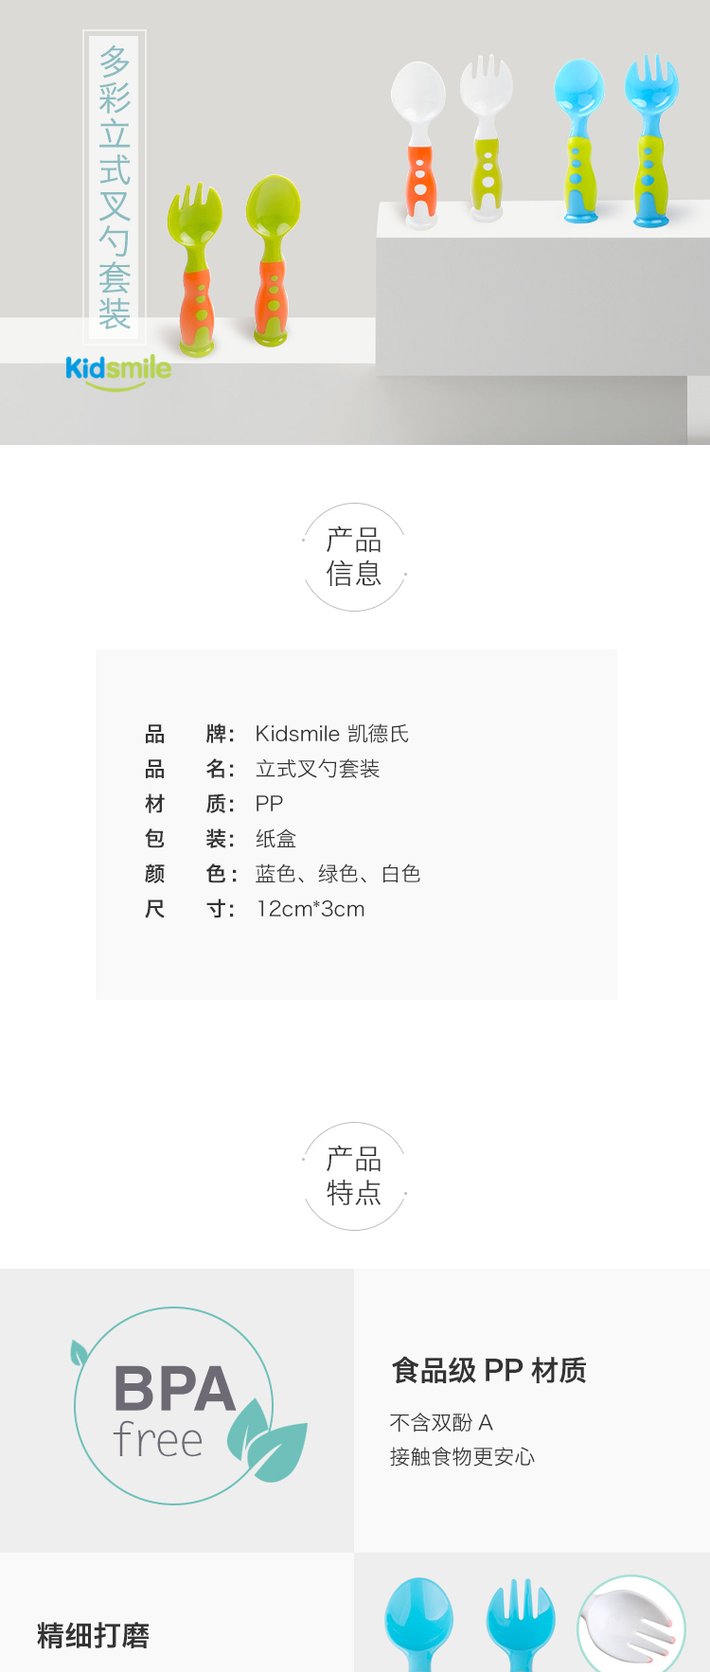 多彩立式叉勺套装
Kidsmile
产品
信息
品 牌： Kidsmile 凯德氏
品 名： 立式叉勺套装
材 质： PP
包 装： 纸盒
颜 色： 蓝色、绿色、白色
尺 寸： 12cm*3cm
产品
特点
BPA
free
食品级 PP 材质
不含双酚 A
接触食物更安心
精细打磨